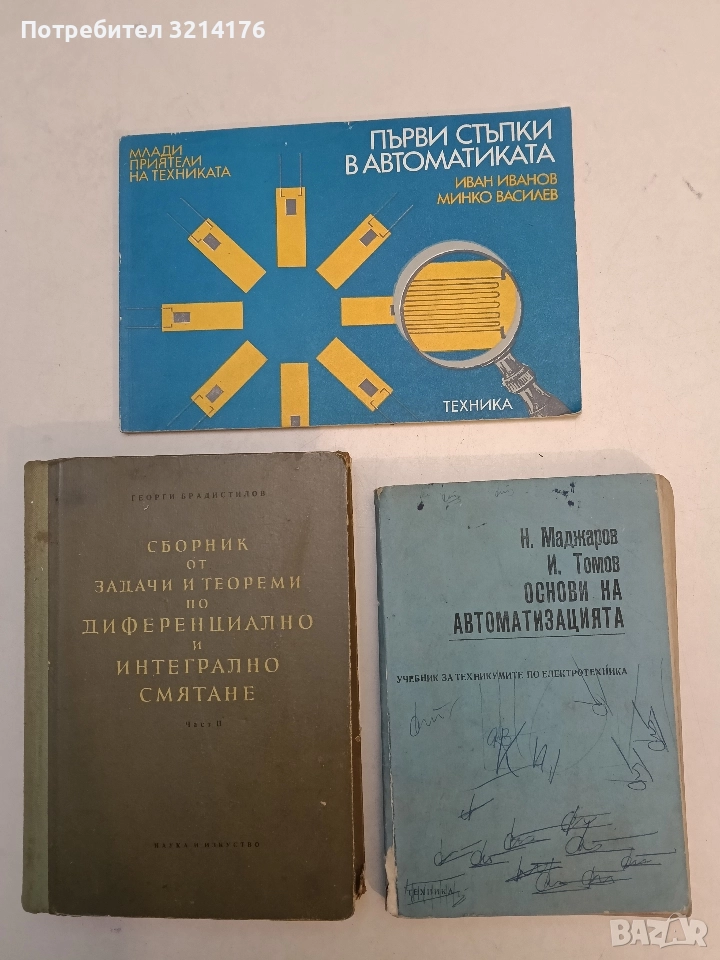 Потребител 3214176
МЛАДИ
ПРИЯТЕЛИ
НА ТЕХНИКАТА
ПЪРВИ СТЪПКИ
В АВТОМАТИКАТА
ИВАН ИВАНОВ
МИНКО ВАСИЛЕВ
ТЕХНИКА
ГЕОРГИ БРАДИСТИЛОВ
СБОРНИК
ОТ
ЗАДАЧИ И ТЕОРЕМИ
ПО
ДИФЕРЕНЦИАЛНО
И
ИНТЕГРАЛНО
СМЯТАНЕ
Част II
НАУКА И ИЗКУСТВО
Н. Маджаров
И. Томов
ОСНОВИ НА
АВТОМАТИЗАЦИЯТА
УЧЕБНИК ЗА ТЕХНИКУМИТЕ ПО ЕЛЕКТРОТЕХНИКА
ТЕХНИКА
BAZAR